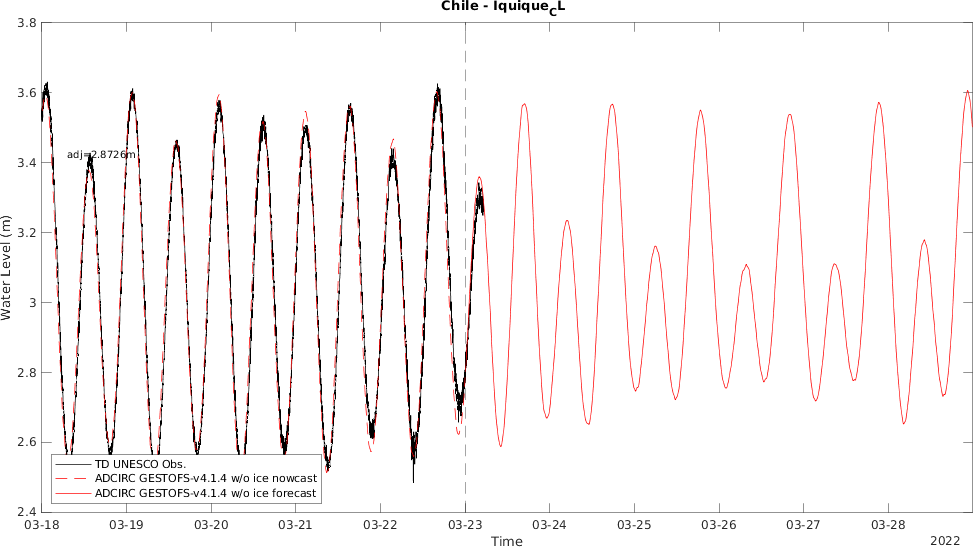 Chile - Iquique_CL
3.8
3.6
3.4
3.2
3
2.8
2.6
2.4
Water Level (m)
adj=2.8726m
TD UNESCO Obs.
ADCIRC GESTOFS-v4.1.4 w/o ice nowcast
ADCIRC GESTOFS-v4.1.4 w/o ice forecast
03-18 03-19 03-20 03-21 03-22 03-23 03-24 03-25 03-26 03-27 03-28
Time
2022